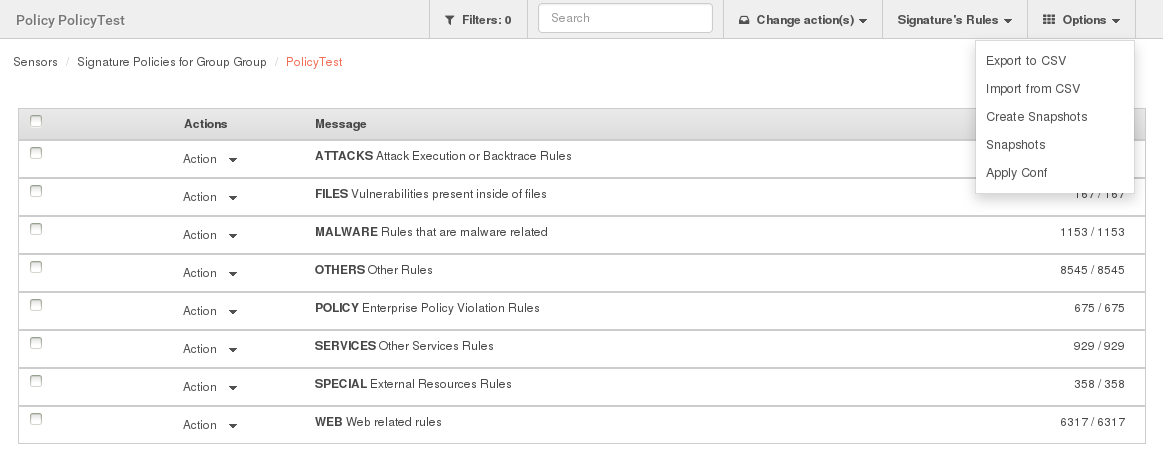 Policy PolicyTest
Filters: 0
Search
Change action(s)
Signature's Rules
Options
Sensors / Signature Policies for Group Group / PolicyTest
Export to CSV
Import from CSV
Create Snapshots
Snapshots
Apply Conf
Actions Message
Action ATTACKS Attack Execution or Backtrace Rules
Action FILES Vulnerabilities present inside of files 167 / 167
Action MALWARE Rules that are malware related 1153 / 1153
Action OTHERS Other Rules 8545 / 8545
Action POLICY Enterprise Policy Violation Rules 675 / 675
Action SERVICES Other Services Rules 929 / 929
Action SPECIAL External Resources Rules 358 / 358
Action WEB Web related rules 6317 / 6317